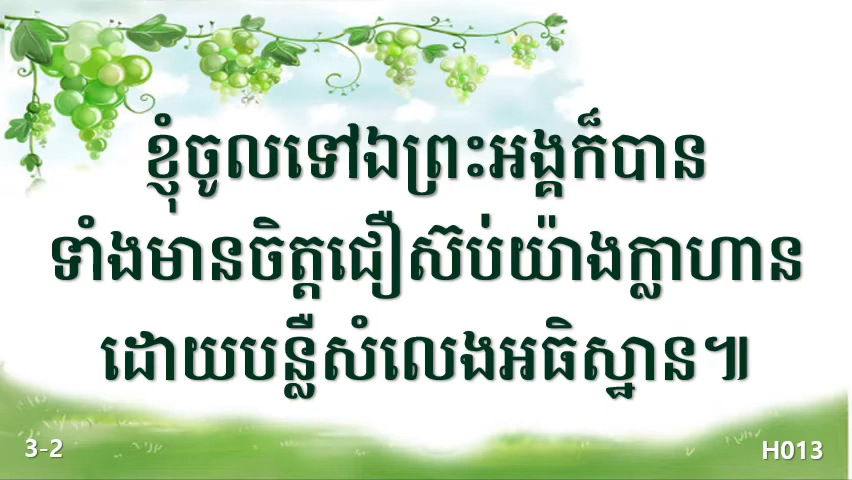 ខ្ញុំចូលទៅឯព្រះអង្គក៏បាន
ទាំងមានចិត្តជឿស៊ប់យ៉ាងក្លាហាន
ដោយបន្លឺសំលេងអធិស្ឋាន៕
3-2
H013